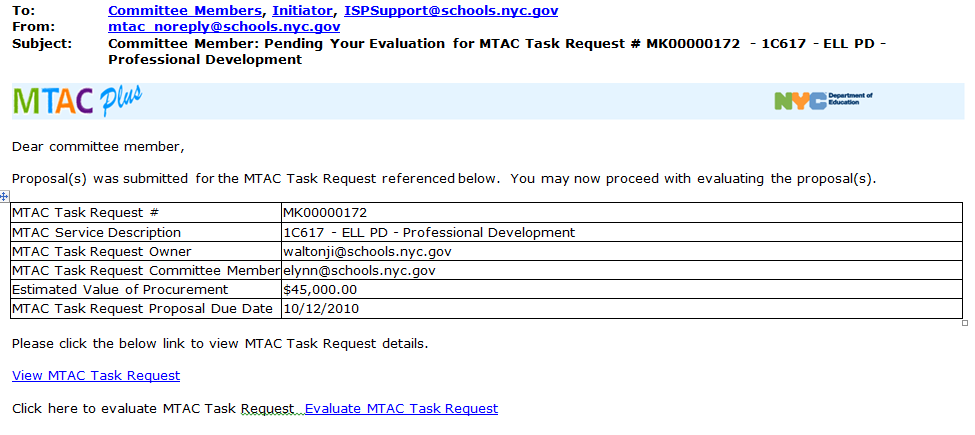 To: Committee Members, Initiator, ISPSupport@schools.nyc.gov
From: mtac_noreply@schools.nyc.gov
Subject: Committee Member: Pending Your Evaluation for MTAC Task Request # MK00000172 - 1C617 - ELL PD -
Professional Development
MTAC Plus NYC Department of
Education
Dear committee member,
Proposal(s) was submitted for the MTAC Task Request referenced below. You may now proceed with evaluating the proposal(s).
MTAC Task Request # MK00000172
MTAC Service Description 1C617 - ELL PD - Professional Development
MTAC Task Request Owner waltonji@schools.nyc.gov
MTAC Task Request Committee Member elynn@schools.nyc.gov
Estimated Value of Procurement $45,000.00
MTAC Task Request Proposal Due Date 10/12/2010
Please click the below link to view MTAC Task Request details.
View MTAC Task Request
Click here to evaluate MTAC Task Request Evaluate MTAC Task Request